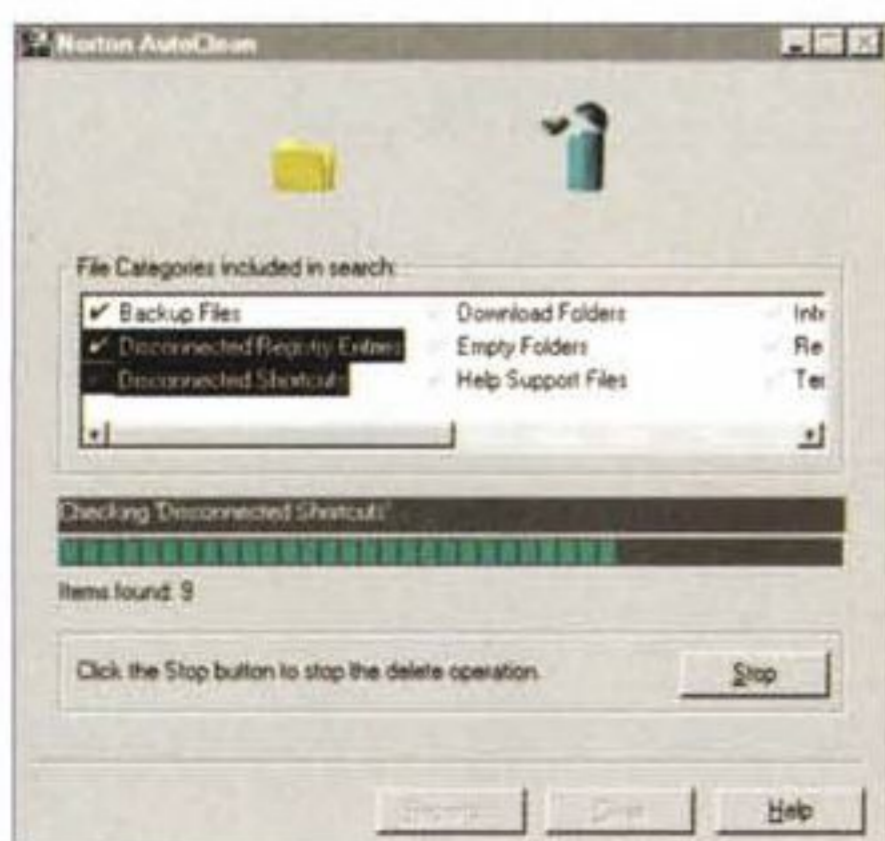 Norton AutoClean
File Categories included in search:
✔ Backup Files
Download Folders
Inb
✔ Disconnected Registry Entries
Empty Folders
Re
Disconnected Shortcuts
Help Support Files
Ter
Checking 'Disconnected Shortcuts'
Items found: 9
Click the Stop button to stop the delete operation.
Stop
Help